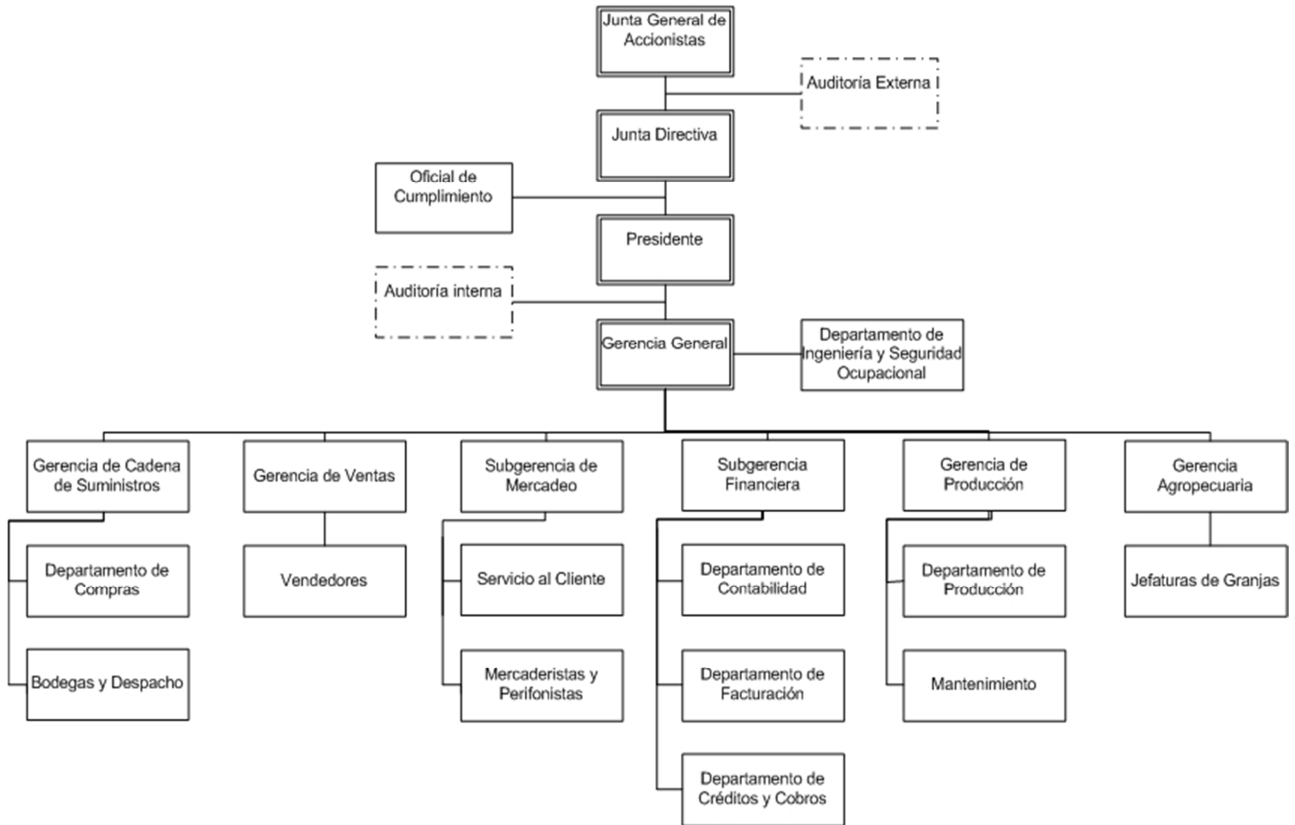 Junta General de
Accionistas
Auditoría Externa
Junta Directiva
Oficial de
Cumplimiento
Presidente
Auditoría interna
Gerencia General
Departamento de
Ingeniería y Seguridad
Ocupacional
Gerencia de Cadena
de Suministros
Gerencia de Ventas
Subgerencia de
Mercadeo
Subgerencia
Financiera
Gerencia de
Producción
Gerencia
Agropecuaria
Departamento de
Compras
Vendedores
Servicio al Cliente
Departamento de
Contabilidad
Departamento de
Producción
Jefaturas de Granjas
Bodegas y Despacho
Mercaderistas y
Perifonistas
Departamento de
Facturación
Mantenimiento
Departamento de
Créditos y Cobros